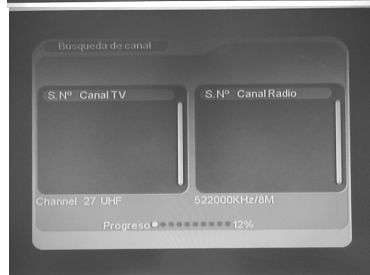 Busqueda de canal
S.Nº Canal TV
S.Nº Canal Radio
Channel 27 UHF
522000KHz/8M
Progreso 12%